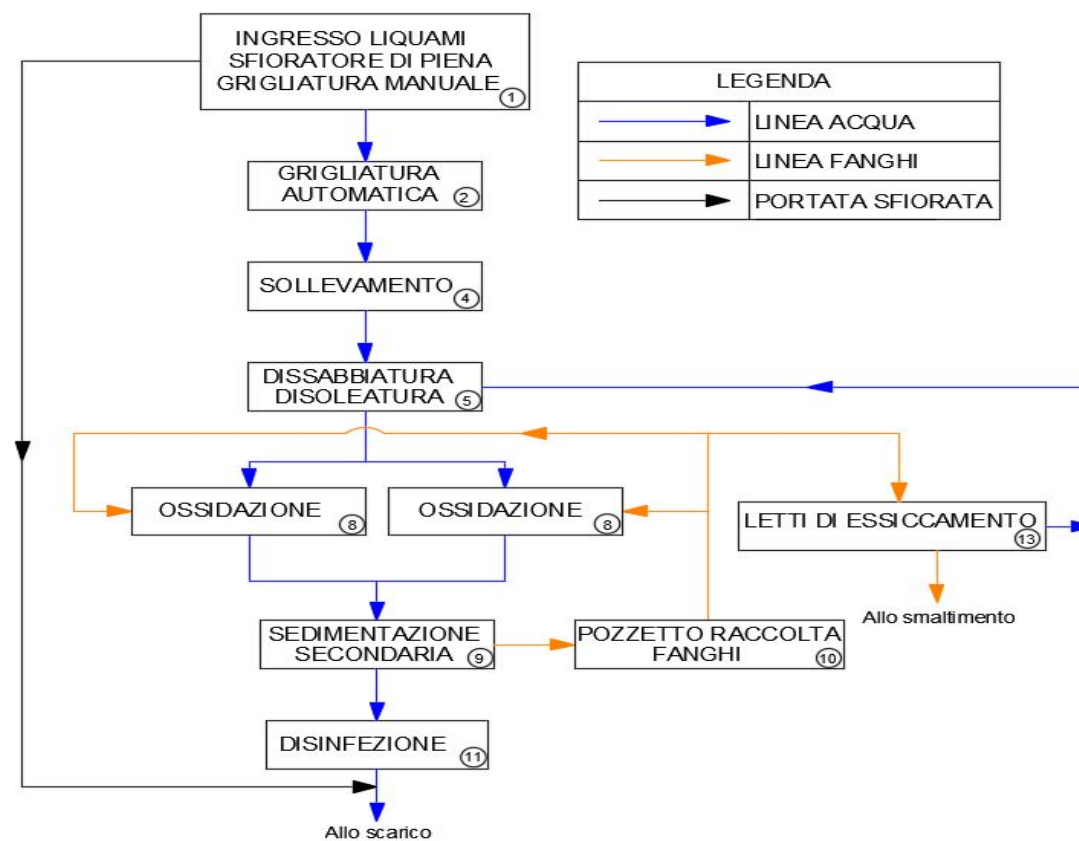 INGRESSO LIQUAMI
SFIORATORE DI PIENA
GRIGLIATURA MANUALE
1
LEGENDA
LINEA ACQUA
LINEA FANGHI
PORTATA SFIORATA
GRIGLIATURA
AUTOMATICA
2
SOLLEVAMENTO
4
DISSABBIATURA
DISOLEATURA
5
OSSIDAZIONE
8
OSSIDAZIONE
8
LETTI DI ESSICCAMENTO
13
Allo smaltimento
SEDIMENTAZIONE
SECONDARIA
9
POZZETTO RACCOLTA
FANGHI
10
DISINFEZIONE
11
Allo scarico